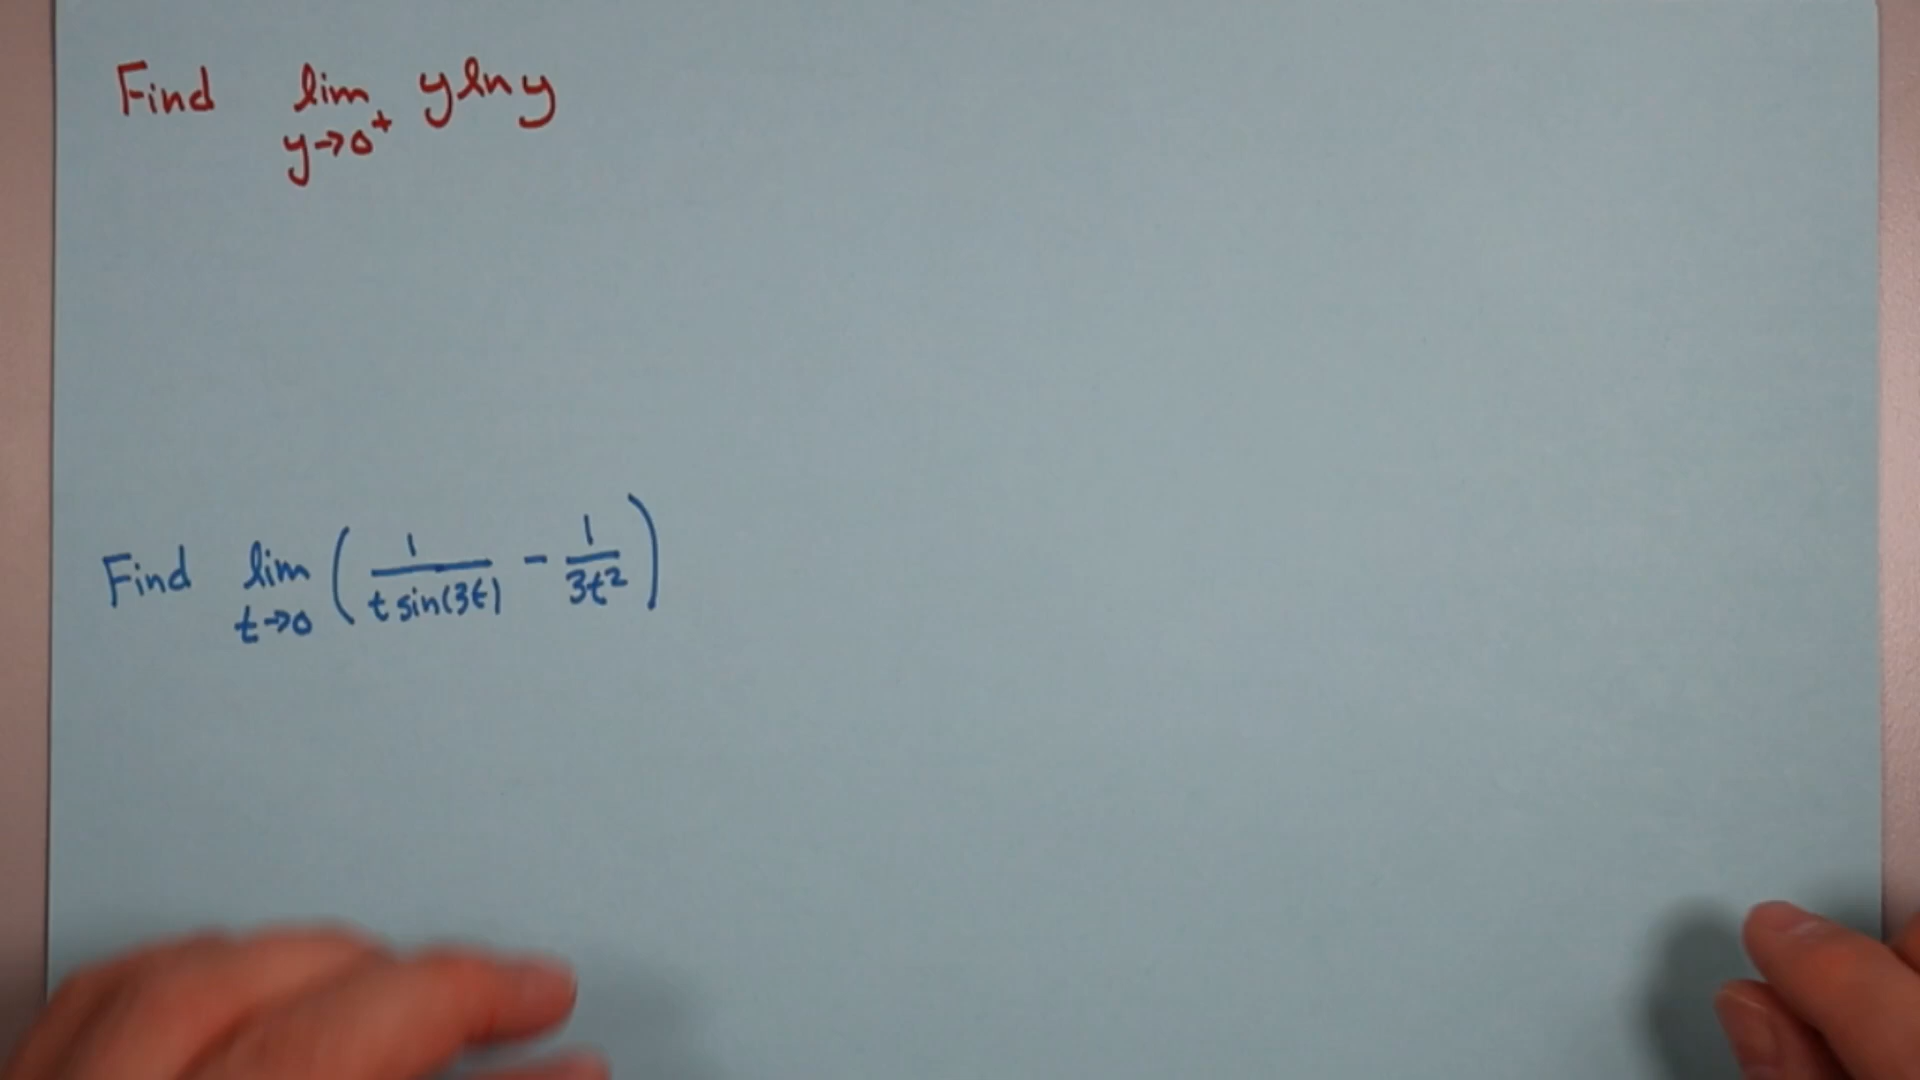 Find lim y→0⁺ y ln y
Find lim t→0 (1/(t sin(3t)) - 1/(3t²))